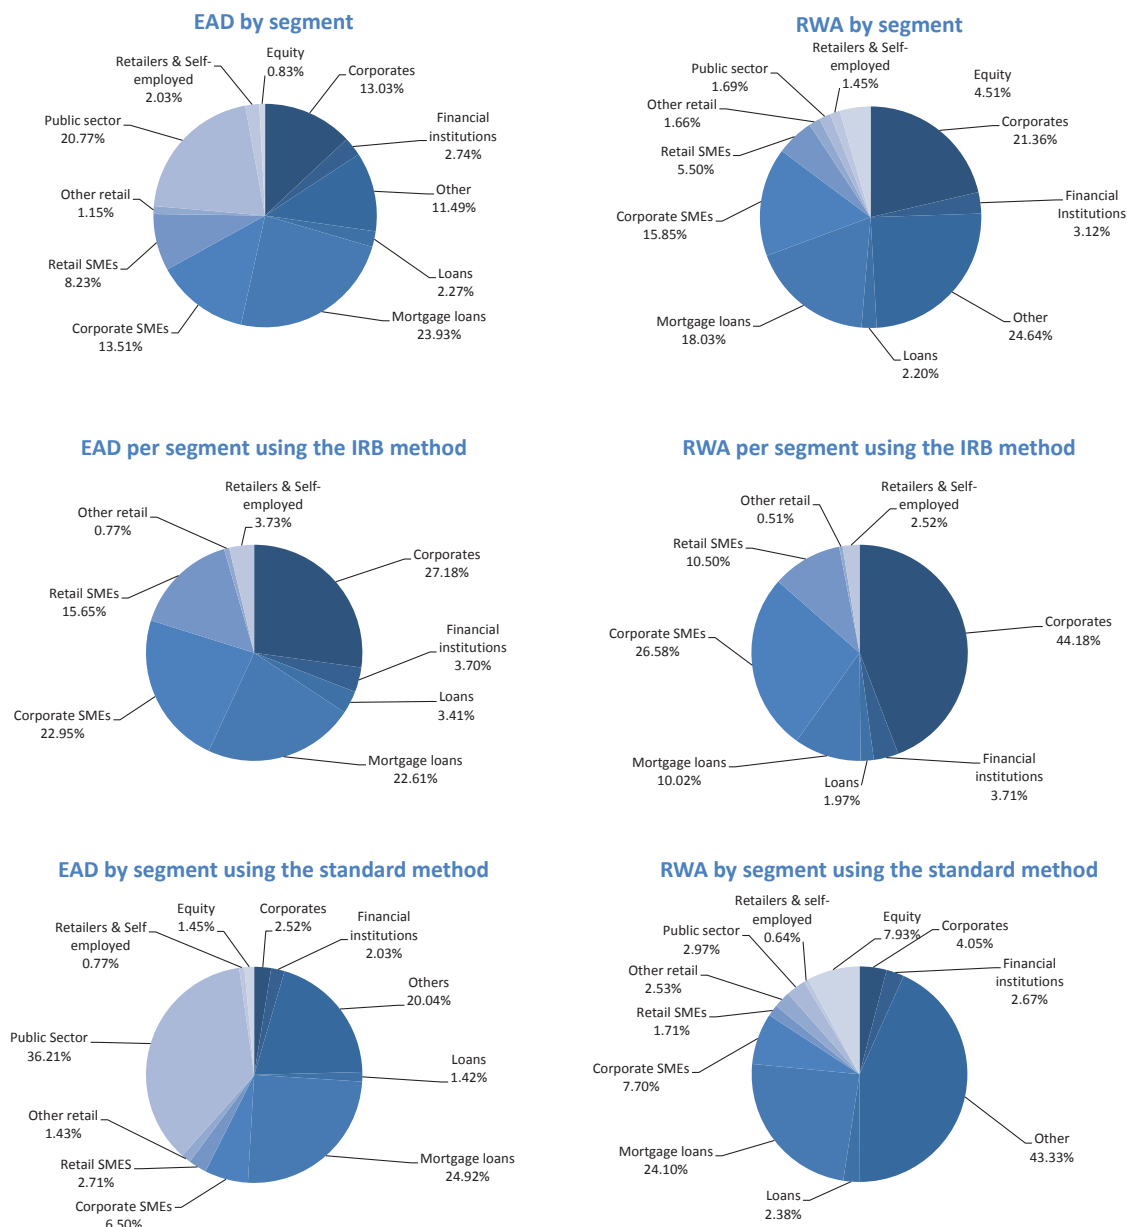 EAD by segment
Equity
0.83%
Corporates
13.03%
Financial
institutions
2.74%
Other
11.49%
Loans
2.27%
Mortgage loans
23.93%
Corporate SMEs
13.51%
Retail SMEs
8.23%
Other retail
1.15%
Public sector
20.77%
Retailers & Self-
employed
2.03%
RWA by segment
Retailers & Self-
employed
1.45%
Equity
4.51%
Corporates
21.36%
Financial
Institutions
3.12%
Other
24.64%
Loans
2.20%
Mortgage loans
18.03%
Corporate SMEs
15.85%
Retail SMEs
5.50%
Other retail
1.66%
Public sector
1.69%
EAD per segment using the IRB method
Retailers & Self-
employed
3.73%
Corporates
27.18%
Financial
institutions
3.70%
Loans
3.41%
Mortgage loans
22.61%
Corporate SMEs
22.95%
Retail SMEs
15.65%
Other retail
0.77%
RWA per segment using the IRB method
Retailers & Self-
employed
2.52%
Corporates
44.18%
Financial
institutions
3.71%
Loans
1.97%
Mortgage loans
10.02%
Corporate SMEs
26.58%
Retail SMEs
10.50%
Other retail
0.51%
EAD by segment using the standard method
Equity
1.45%
Corporates
2.52%
Financial
institutions
2.03%
Others
20.04%
Loans
1.42%
Mortgage loans
24.92%
Corporate SMEs
6.50%
Retail SMES
2.71%
Other retail
1.43%
Public Sector
36.21%
Retailers & Self
employed
0.77%
RWA by segment using the standard method
Retailers & self-
employed
0.64%
Equity
7.93%
Corporates
4.05%
Financial
institutions
2.67%
Other
43.33%
Loans
2.38%
Mortgage loans
24.10%
Corporate SMEs
7.70%
Retail SMEs
1.71%
Other retail
2.53%
Public sector
2.97%